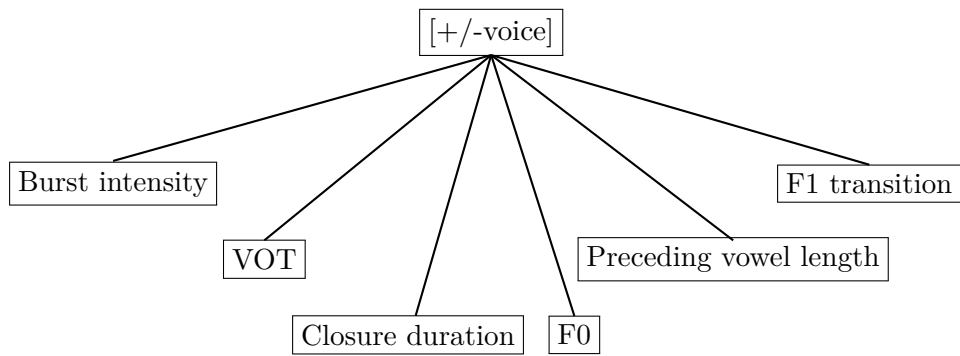 [+/-voice]
Burst intensity
F1 transition
VOT
Preceding vowel length
Closure duration
F0